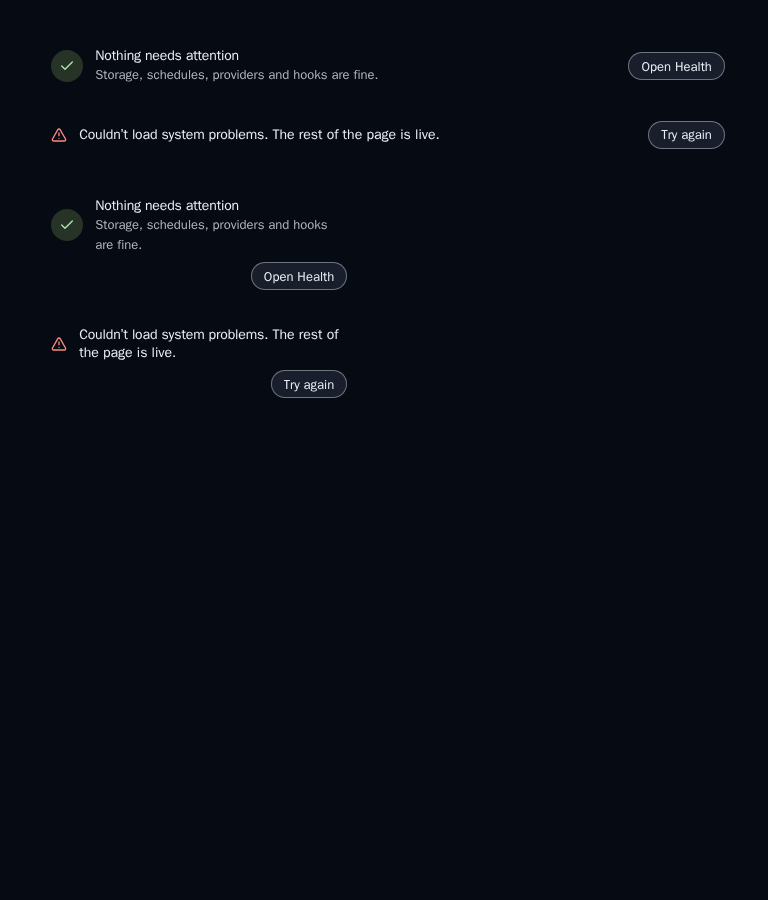 Nothing needs attention
Storage, schedules, providers and hooks are fine.
Open Health
Couldn’t load system problems. The rest of the page is live.
Try again
Nothing needs attention
Storage, schedules, providers and hooks
are fine.
Open Health
Couldn’t load system problems. The rest of
the page is live.
Try again